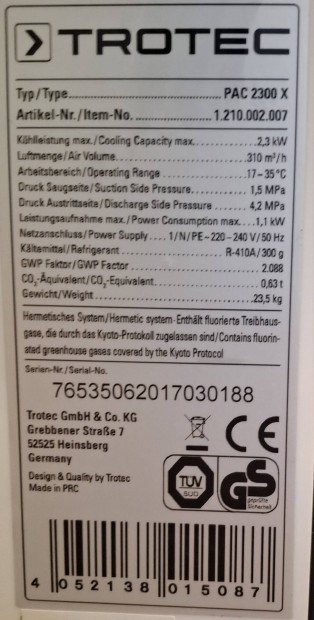 TROTEC
Typ/Type................PAC 2300 X
Artikel-Nr./Item-No..............1.210.002.007
Kühlleistung max./Cooling Capacity max...........2,3 kW
Luftmenge/Air Volume................310 m³/h
Arbeitsbereich/Operating Range................17-35°C
Druck Saugseite/Suction Side Pressure..............1,5 MPa
Druck Austrittseite/Discharge Side Pressure.......4,2 MPa
Leistungsaufnahme max./Power Consumption max....1,1 kW
Netzanschluss/Power Supply....1/N/PE~220-240 V/50 Hz
Kältemittel/Refrigerant................R-410A/300 g
GWP Faktor/GWP Factor................2.088
CO₂-Äquivalent/CO₂-Equivalent................0,63 t
Gewicht/Weight................23,5 kg
Hermetisches System/Hermetic system-Enthält fluorierte Treibhaus-
gase, die durch das Kyoto-Protokoll zugelassen sind/Contains fluorin-
ated greenhouse gases covered by the Kyoto Protocol
Serien-Nr./Serial-No.
76535062017030188
Trotec GmbH & Co. KG
Grebbener Straße 7
52525 Heinsberg
Germany
CE
Design & Quality by Trotec
Made in PRC
TÜV
SÜD
GS
geprüfte
Sicherheit
4 052138 015087